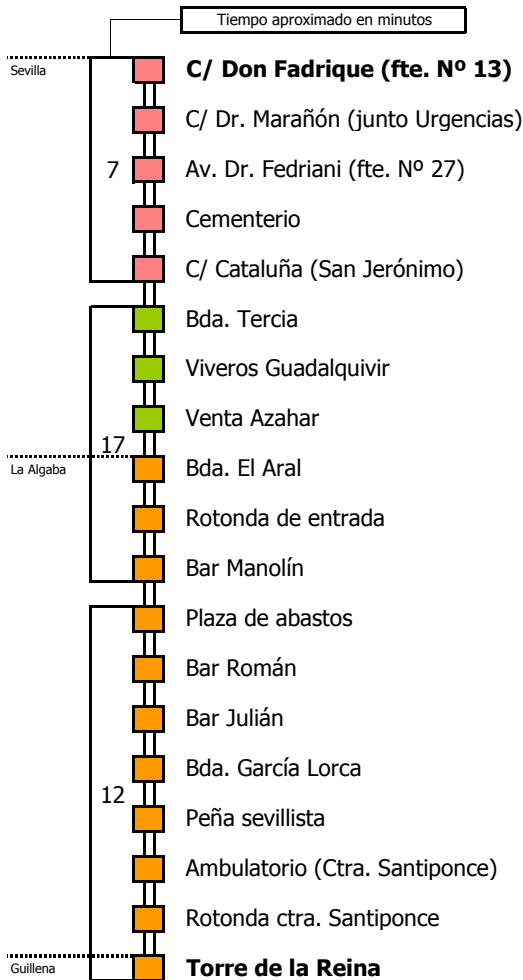 Tiempo aproximado en minutos
Sevilla
C/ Don Fadrique (fte. Nº 13)
C/ Dr. Marañón (junto Urgencias)
7
Av. Dr. Fedriani (fte. Nº 27)
Cementerio
C/ Cataluña (San Jerónimo)
Bda. Tercia
Viveros Guadalquivir
Venta Azahar
17
La Algaba
Bda. El Aral
Rotonda de entrada
Bar Manolín
Plaza de abastos
Bar Román
Bar Julián
Bda. García Lorca
12
Peña sevillista
Ambulatorio (Ctra. Santiponce)
Rotonda ctra. Santiponce
Guillena
Torre de la Reina